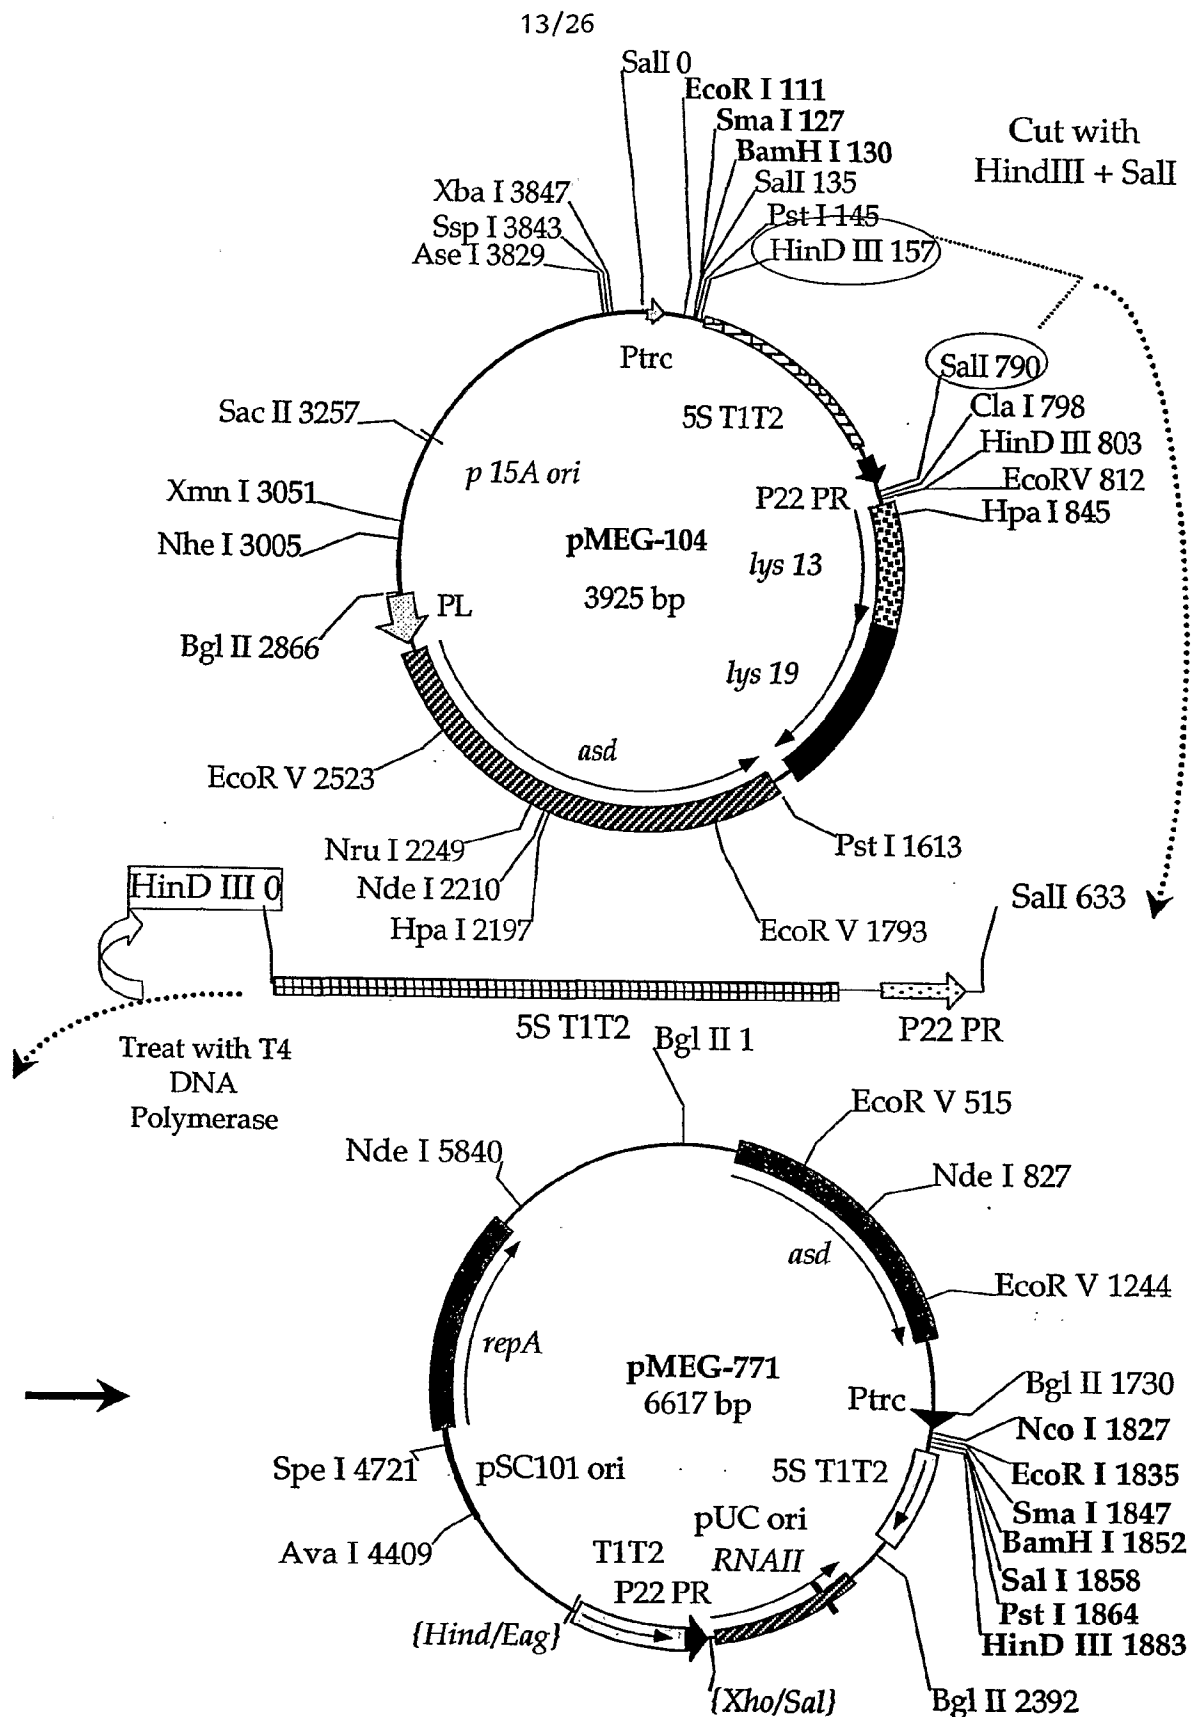 13/26
SalI 0
EcoR I 111
Sma I 127
BamH I 130
SalI 135
Pst I 145
HinD III 157
Cut with
HindIII + SalI
Xba I 3847
Ssp I 3843
Ase I 3829
Ptrc
5S T1T2
SalI 790
Cla I 798
HinD III 803
EcoRV 812
Hpa I 845
Sac II 3257
p 15A ori
Xmn I 3051
P22 PR
pMEG-104
Nhe I 3005
lys 13
3925 bp
PL
Bgl II 2866
lys 19
asd
EcoR V 2523
Nru I 2249
Pst I 1613
Nde I 2210
HinD III 0
SalI 633
Hpa I 2197
EcoR V 1793
5S T1T2
P22 PR
Treat with T4
DNA
Polymerase
Bgl II 1
EcoR V 515
Nde I 5840
Nde I 827
asd
EcoR V 1244
repA
pMEG-771
6617 bp
Ptrc
Bgl II 1730
Nco I 1827
Spe I 4721
pSC101 ori
5S T1T2
EcoR I 1835
Sma I 1847
pUC ori
BamH I 1852
Ava I 4409
T1T2
RNAII
Sal I 1858
P22 PR
Pst I 1864
{Hind/Eag}
HinD III 1883
{Xho/Sal}
Bgl II 2392